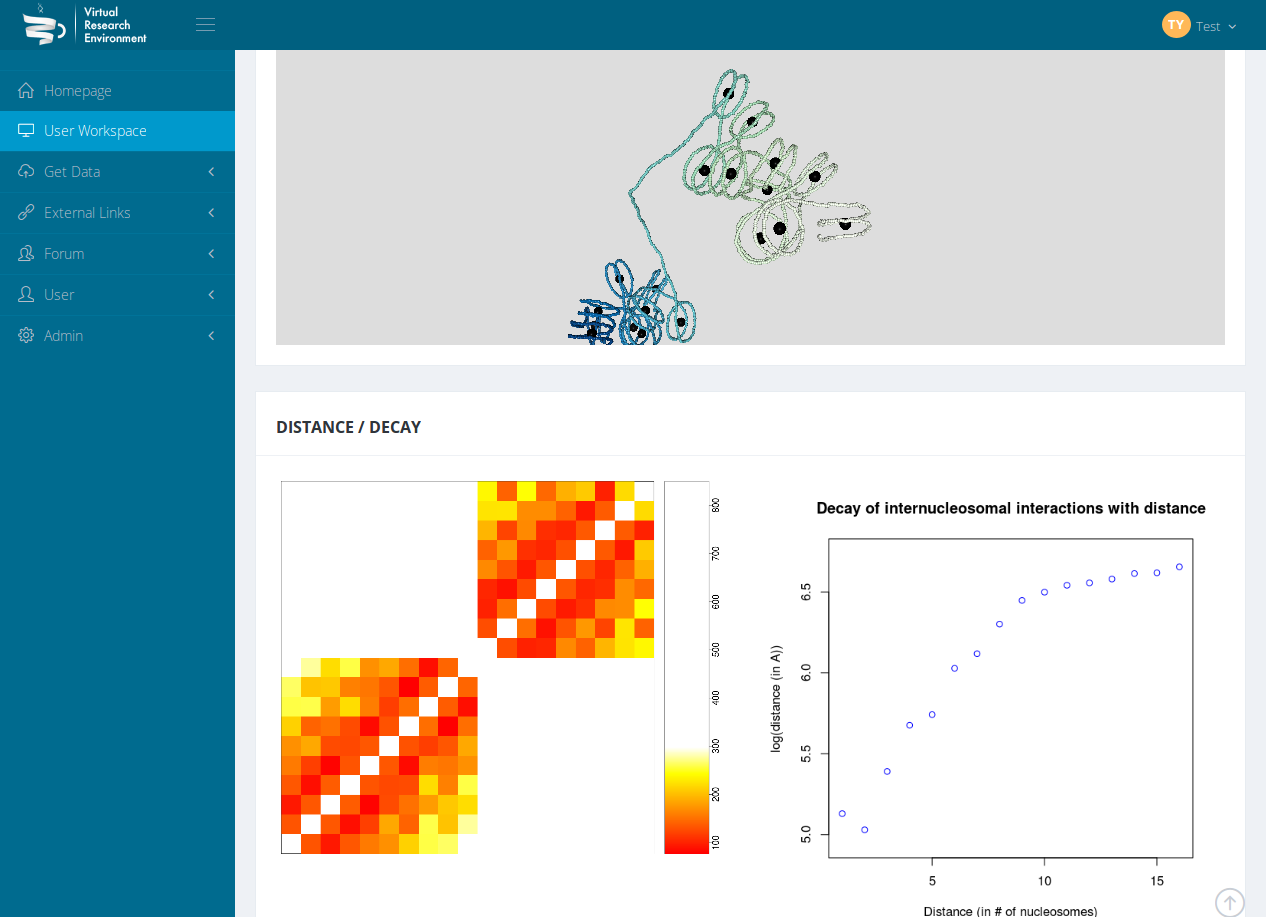 Virtual
Research
Environment
TY Test
Homepage
User Workspace
Get Data
External Links
Forum
User
Admin
DISTANCE / DECAY
800
700
600
500
400
300
200
100
Decay of internucleosomal interactions with distance
log(distance (in A))
6.5
6.0
5.5
5.0
5 10 15
Distance (in # of nucleosomes)